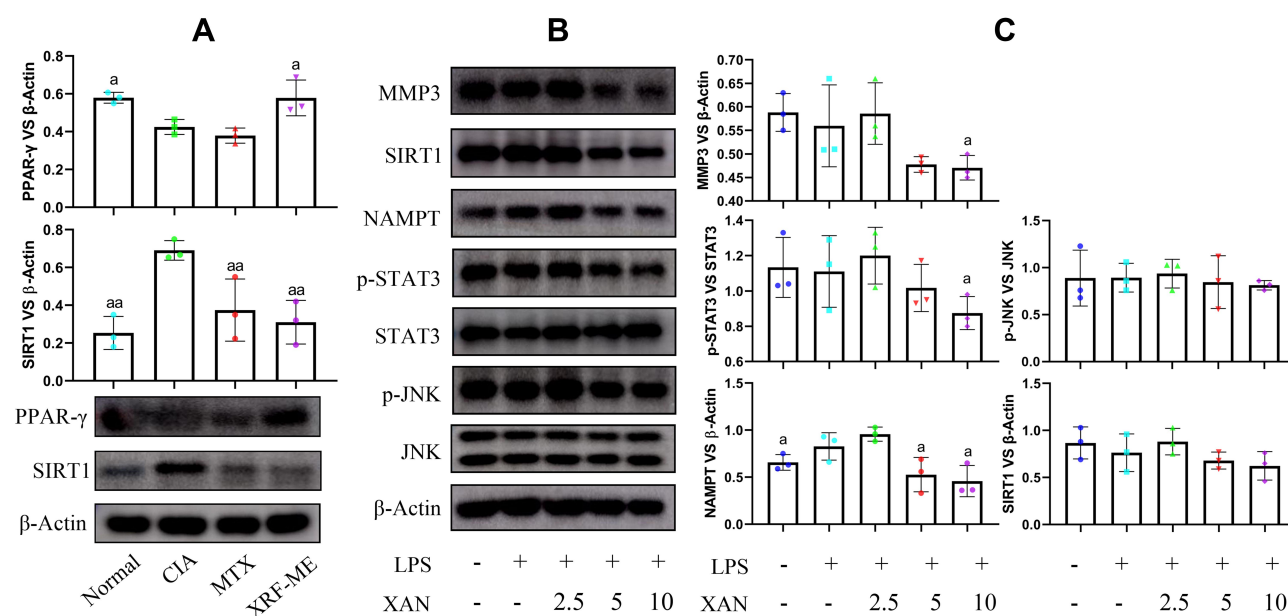 A
B
C
PPAR-γ VS β-Actin
0.8
0.6
0.4
0.2
0.0
a
a
SIRT1 VS β-Actin
0.8
0.6
0.4
0.2
0.0
aa
aa
aa
PPAR-γ
SIRT1
β-Actin
Normal CIA MTX XRF-ME
MMP3
SIRT1
NAMPT
p-STAT3
STAT3
p-JNK
JNK
β-Actin
LPS - + + + +
XAN - - 2.5 5 10
MMP3 VS β-Actin
0.70
0.65
0.60
0.55
0.50
0.45
0.40
a
p-STAT3 VS STAT3
1.4
1.2
1.0
0.8
0.6
a
p-JNK VS JNK
1.5
1.0
0.5
0.0
NAMPT VS β-Actin
1.5
1.0
0.5
0.0
a
a
a
SIRT1 VS β-Actin
1.5
1.0
0.5
0.0
LPS - + + + + - + + + +
XAN - - 2.5 5 10 - - 2.5 5 10